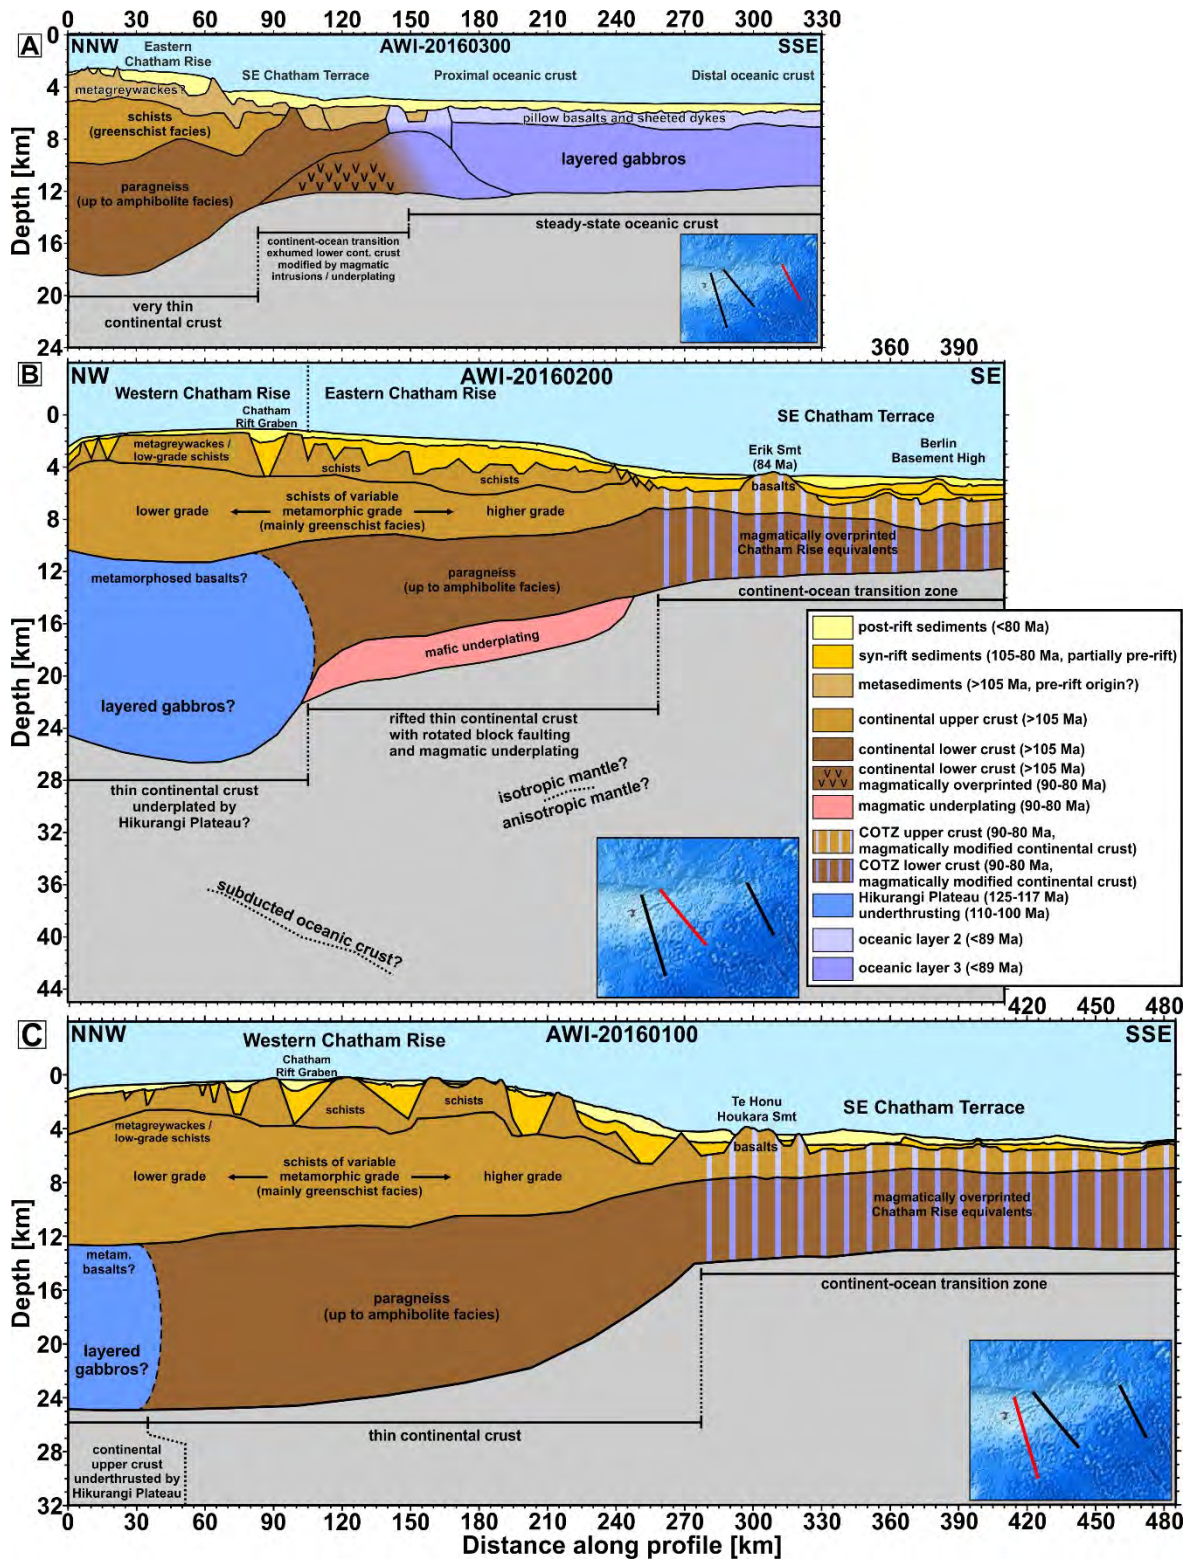 0 30 60 90 120 150 180 210 240 270 300 330
A NNW AWI-20160300 SSE
Eastern
Chatham Rise
SE Chatham Terrace
Proximal oceanic crust
Distal oceanic crust
metagreywackes?
schists
(greenschist facies)
pillow basalts and sheeted dykes
layered gabbros
paragneiss
(up to amphibolite facies)
V V V V V
V V V V V V
V V V V V V
steady-state oceanic crust
continent-ocean transition
exhumed lower cont. crust
modified by magmatic
intrusions / underplating
very thin
continental crust
Depth [km]
0
4
8
12
16
20
24
360 390
B NW AWI-20160200 SE
Western Chatham Rise
Eastern Chatham Rise
Chatham
Rift Graben
SE Chatham Terrace
Erik Smt
(84 Ma)
Berlin
Basement High
metagreywackes /
low-grade schists
schists
schists
basalts
schists of variable
lower grade metamorphic grade higher grade
(mainly greenschist facies)
magmatically overprinted
Chatham Rise equivalents
metamorphosed basalts?
paragneiss
(up to amphibolite facies)
continent-ocean transition zone
mafic underplating
layered gabbros?
rifted thin continental crust
with rotated block faulting
and magmatic underplating
thin continental crust
underplated by
Hikurangi Plateau?
isotropic mantle?
anisotropic mantle?
subducted oceanic crust?
Depth [km]
0
4
8
12
16
20
24
28
32
36
40
44
post-rift sediments (<80 Ma)
syn-rift sediments (105-80 Ma, partially pre-rift)
metasediments (>105 Ma, pre-rift origin?)
continental upper crust (>105 Ma)
continental lower crust (>105 Ma)
V V
V V V
continental lower crust (>105 Ma)
magmatically overprinted (90-80 Ma)
magmatic underplating (90-80 Ma)
COTZ upper crust (90-80 Ma,
magmatically modified continental crust)
COTZ lower crust (90-80 Ma,
magmatically modified continental crust)
Hikurangi Plateau (125-117 Ma)
underthrusting (110-100 Ma)
oceanic layer 2 (<89 Ma)
oceanic layer 3 (<89 Ma)
420 450 480
C NNW AWI-20160100 SSE
Western Chatham Rise
Chatham
Rift Graben
Te Honu
Houkara Smt
SE Chatham Terrace
schists
schists
metagreywackes /
low-grade schists
basalts
schists of variable
lower grade metamorphic grade higher grade
(mainly greenschist facies)
magmatically overprinted
Chatham Rise equivalents
metam.
basalts?
continent-ocean transition zone
paragneiss
(up to amphibolite facies)
layered
gabbros?
thin continental crust
continental
upper crust
underthrusted by
Hikurangi Plateau
Depth [km]
0
4
8
12
16
20
24
28
32
0 30 60 90 120 150 180 210 240 270 300 330 360 390 420 450 480
Distance along profile [km]